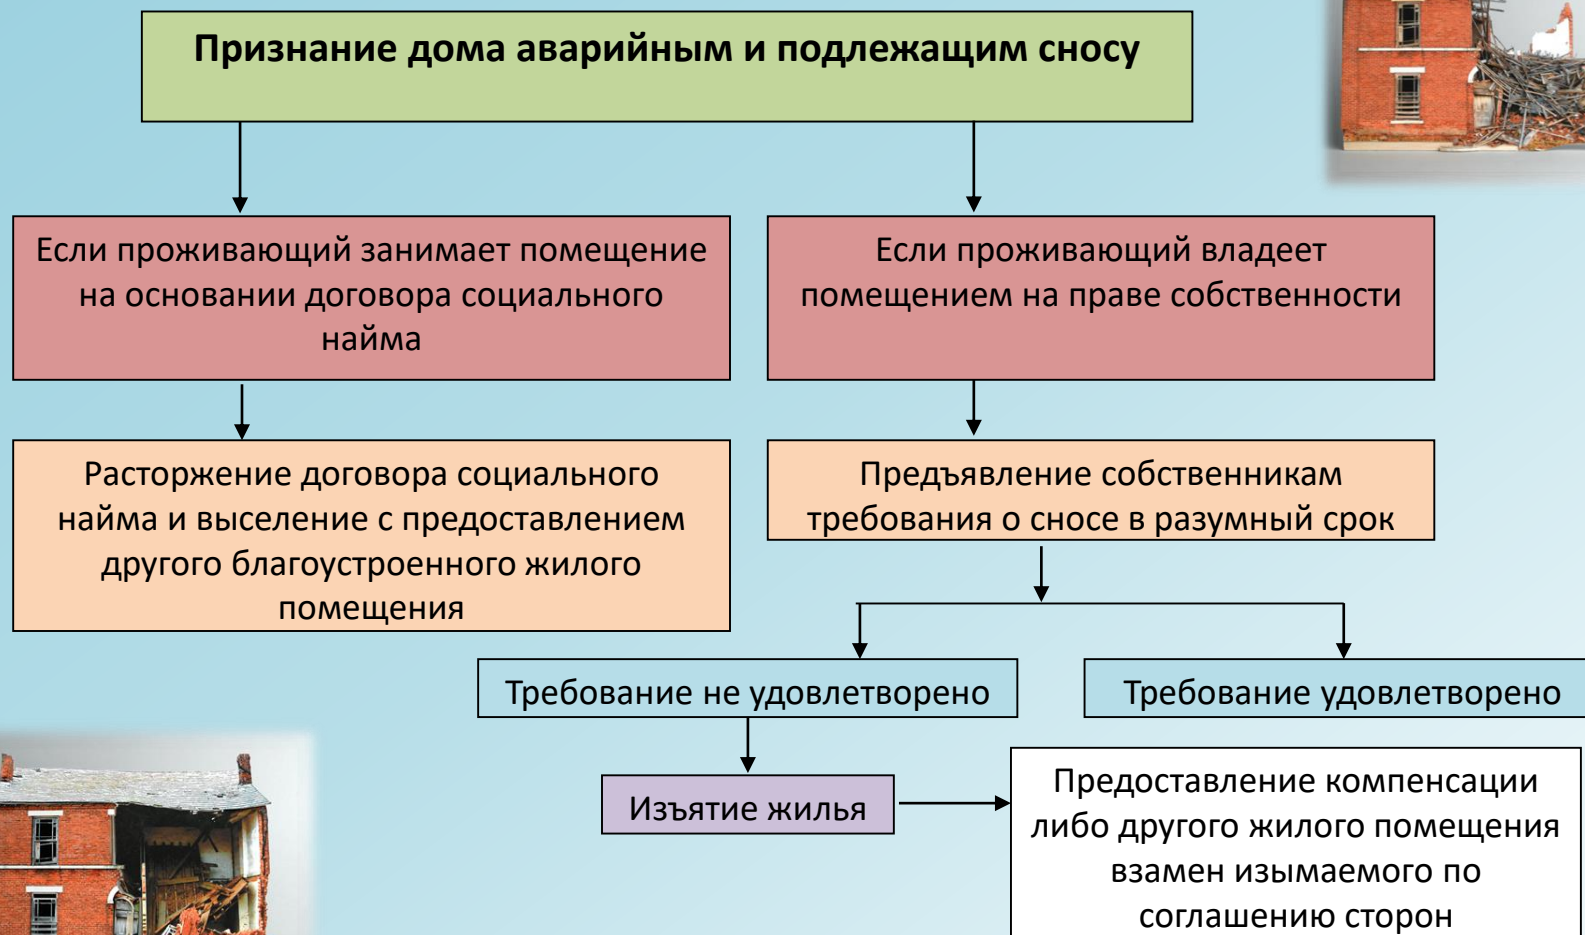 Признание дома аварийным и подлежащим сносу
Если проживающий занимает помещение
на основании договора социального
найма
Если проживающий владеет
помещением на праве собственности
Расторжение договора социального
найма и выселение с предоставлением
другого благоустроенного жилого
помещения
Предъявление собственникам
требования о сносе в разумный срок
Требование не удовлетворено
Требование удовлетворено
Изъятие жилья
Предоставление компенсации
либо другого жилого помещения
взамен изымаемого по
соглашению сторон